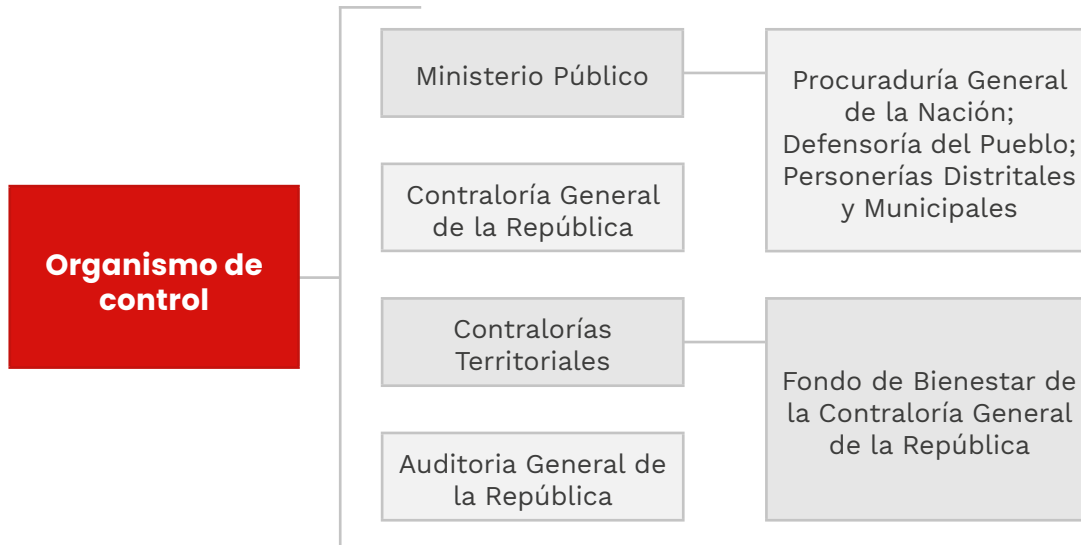 Organismo de
control
Ministerio Público
Procuraduría General
de la Nación;
Defensoría del Pueblo;
Personerías Distritales
y Municipales
Contraloría General
de la República
Contralorías
Territoriales
Fondo de Bienestar de
la Contraloría General
de la República
Auditoria General de
la República